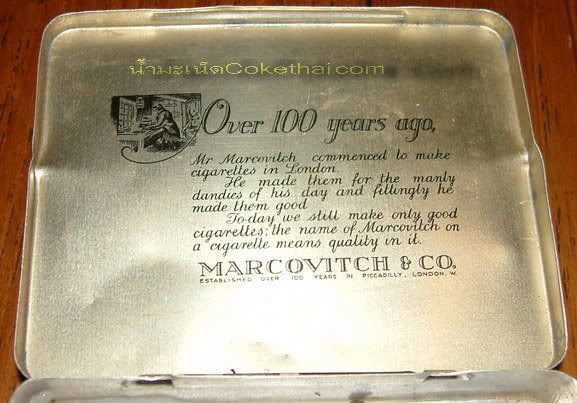 น้ำมะเน็ดCokethai.com
Over 100 years ago,
Mr Marcovitch commenced to make
cigarettes in London
He made them for the manly
dandies of his day and fittingly he
made them good
To-day we still make only good
cigarettes; the name of Marcovitch on
a cigarette means quality in it.
MARCOVITCH & CO.
ESTABLISHED OVER 100 YEARS IN PICCADILLY, LONDON. W.